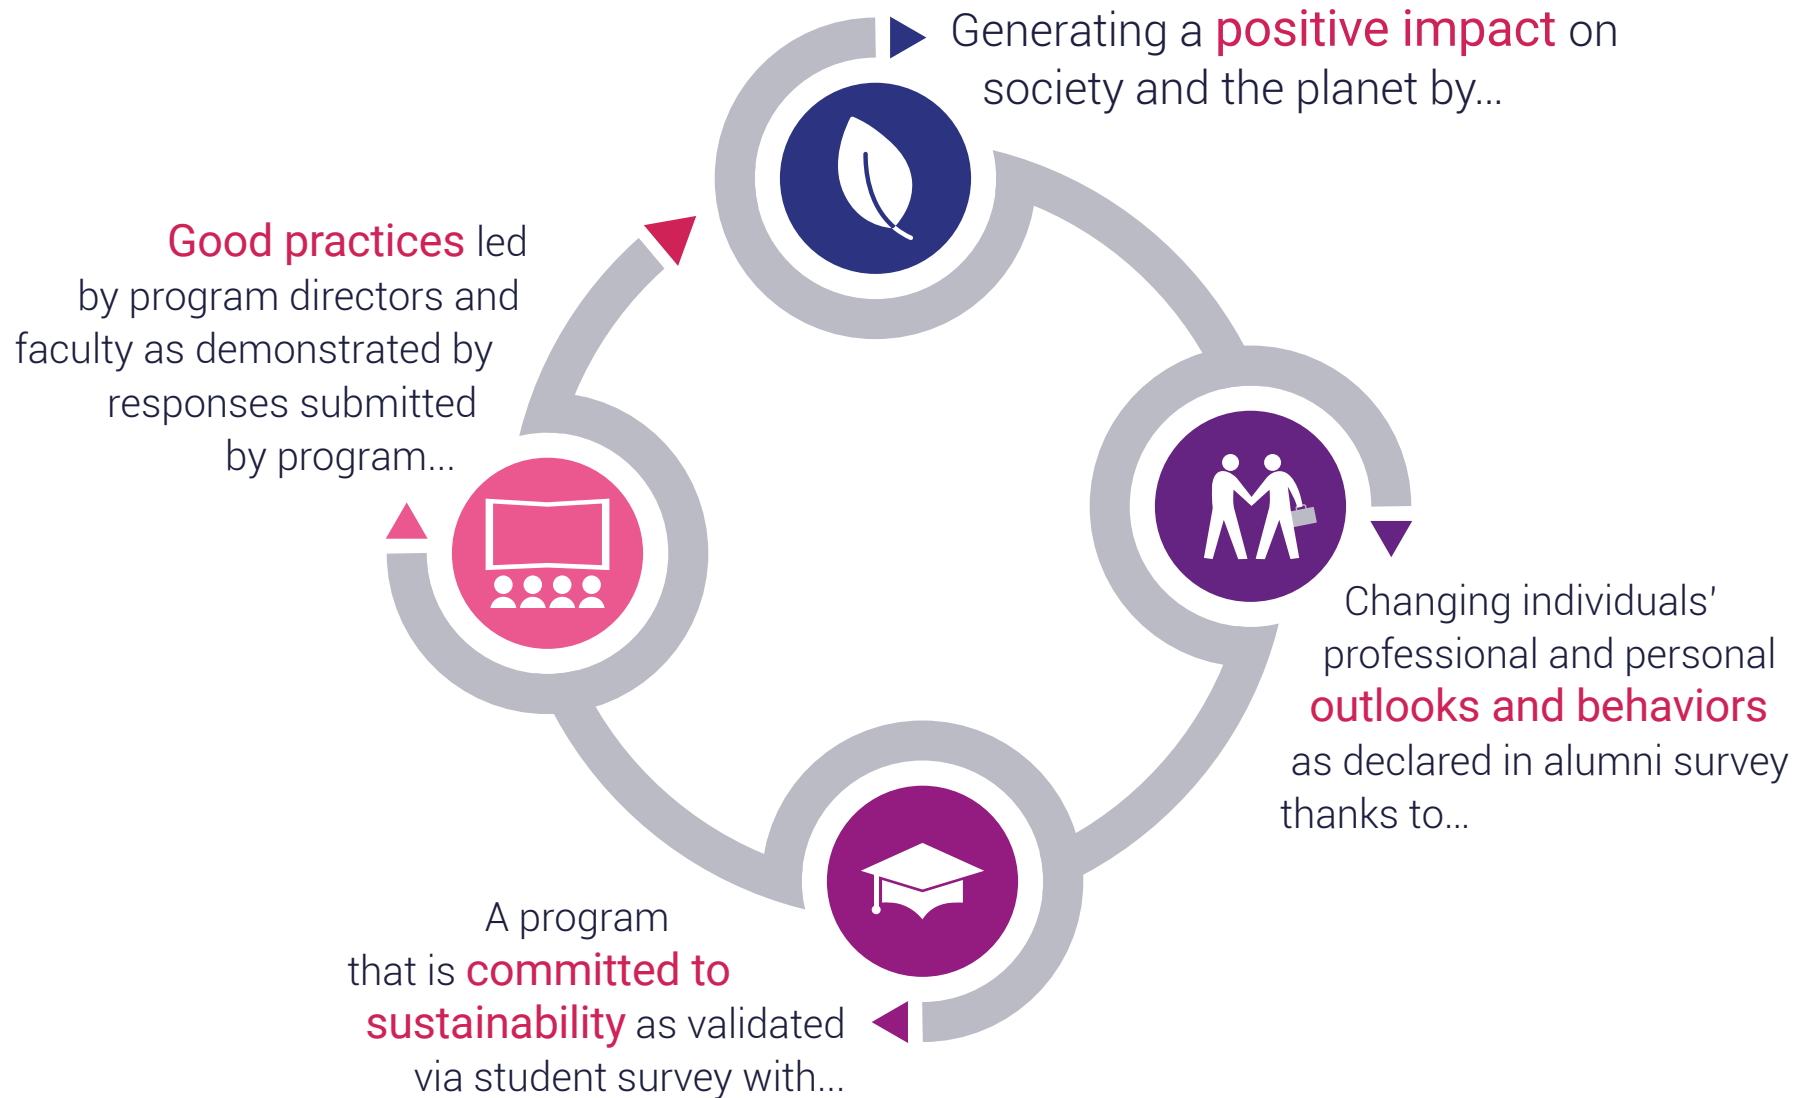 Generating a positive impact on
society and the planet by...
Changing individuals'
professional and personal
outlooks and behaviors
as declared in alumni survey
thanks to...
A program
that is committed to
sustainability as validated
via student survey with...
Good practices led
by program directors and
faculty as demonstrated by
responses submitted
by program...